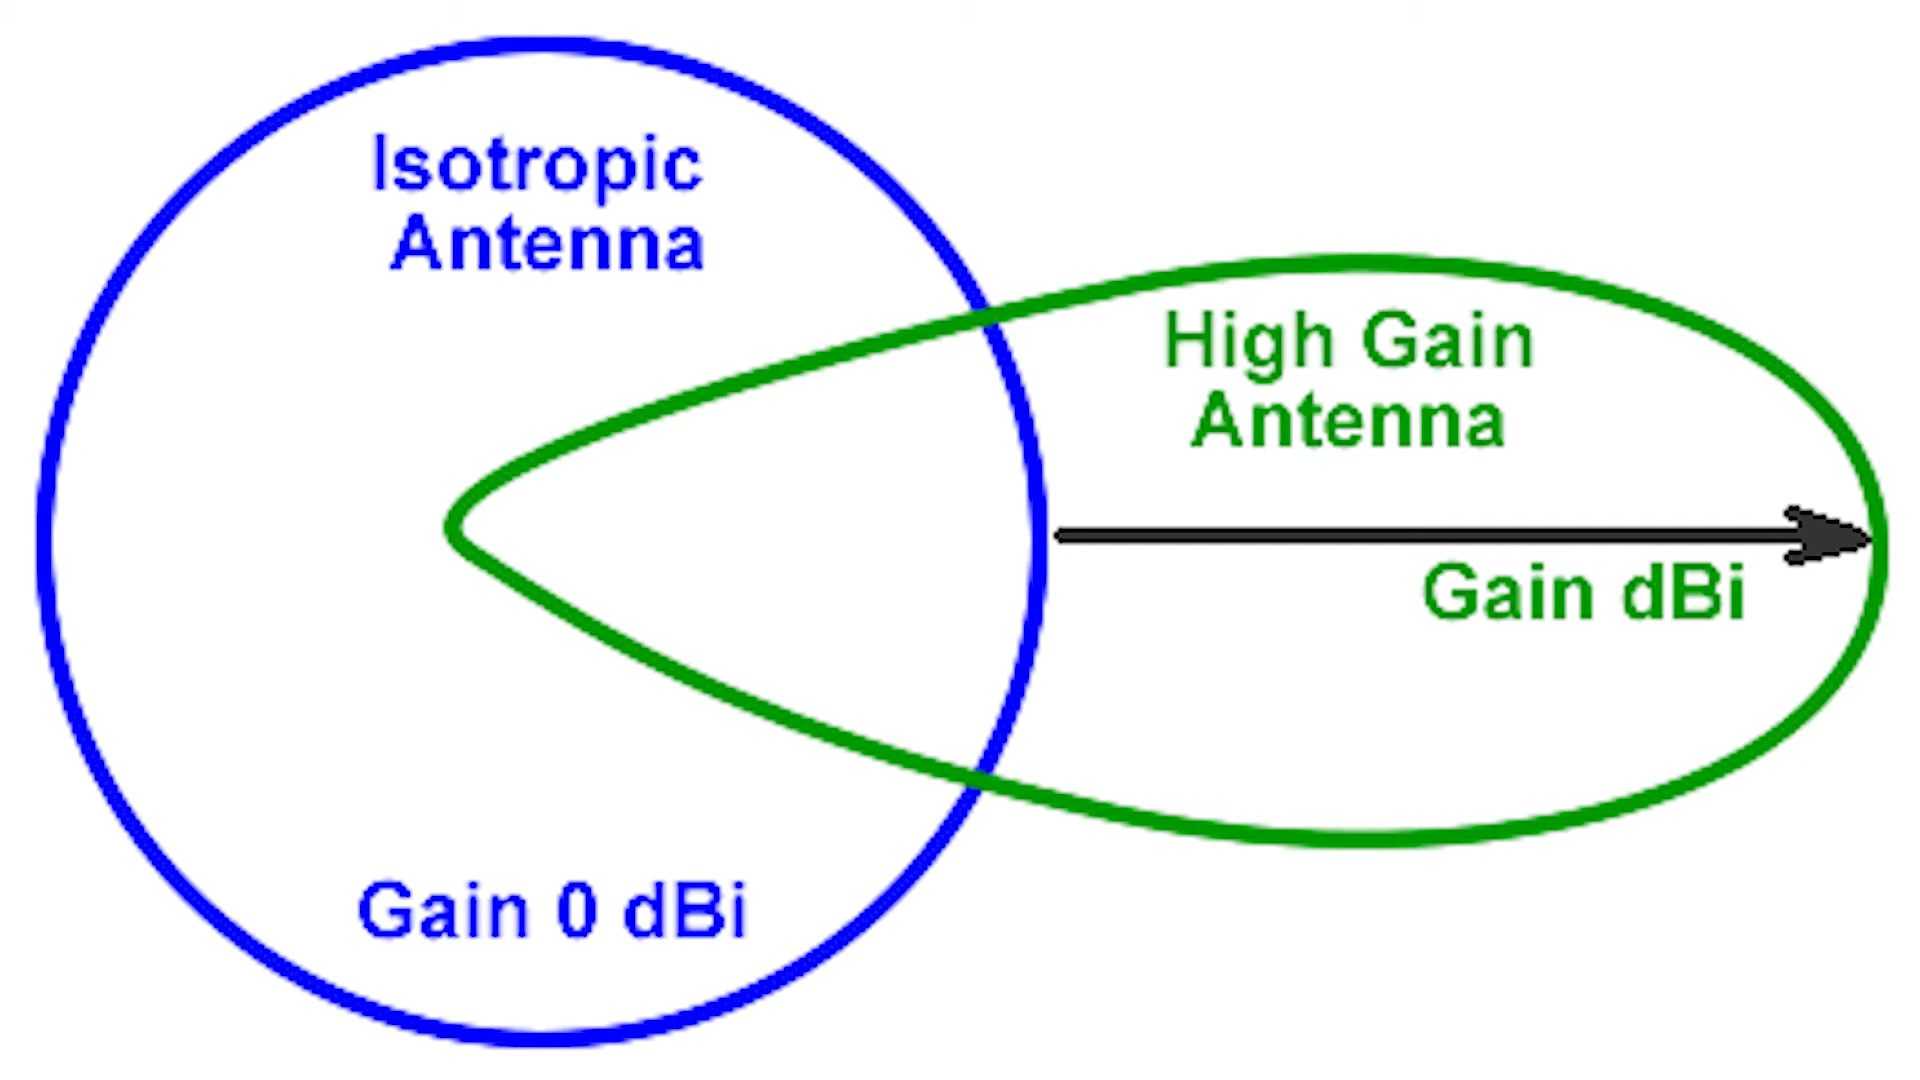 Isotropic
Antenna
High Gain
Antenna
Gain dBi
Gain 0 dBi